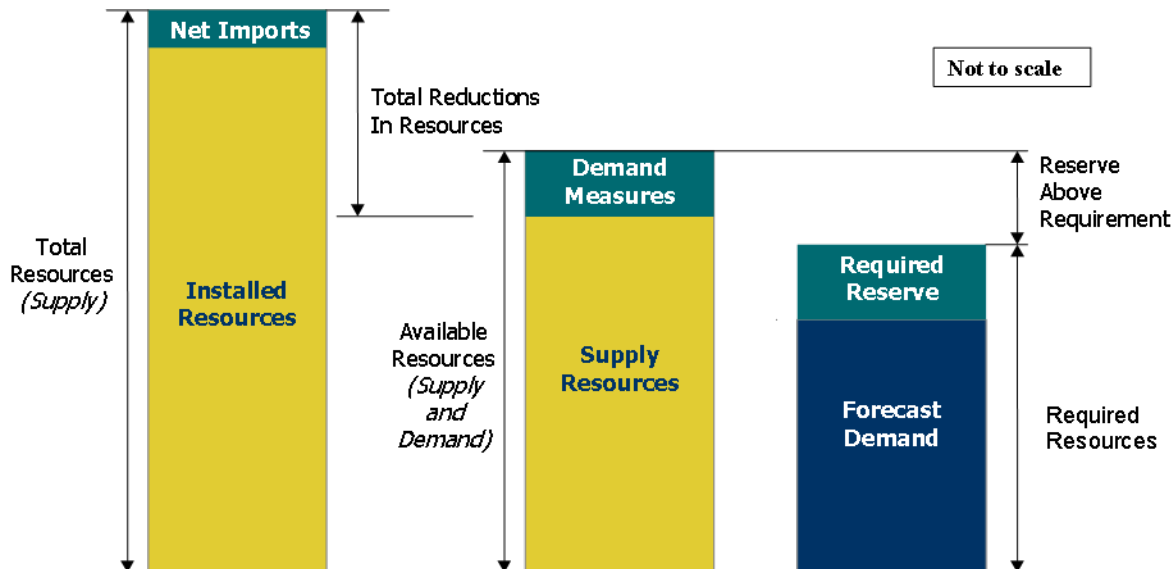 Net Imports
Not to scale
Total Reductions
In Resources
Demand
Measures
Reserve
Above
Requirement
Total
Resources
(Supply)
Installed
Resources
Required
Reserve
Available
Resources
(Supply
and
Demand)
Supply
Resources
Forecast
Demand
Required
Resources